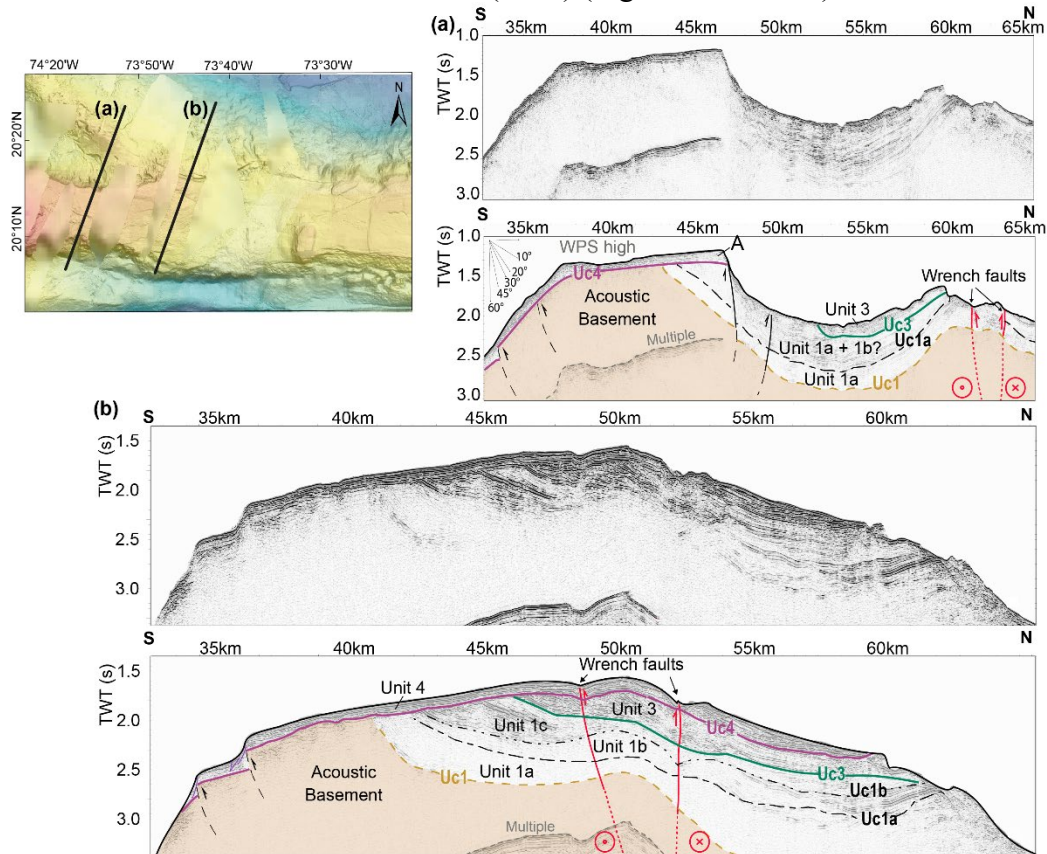 (a)
S
N
35km 40km 45km 50km 55km 60km 65km
TWT (s)
1.0
1.5
2.0
2.5
3.0
74°20'W 73°50'W 73°40'W 73°30'W
20°20'N
20°10'N
(a) (b)
N
S
N
35km 40km 45km 50km 55km 60km 65km
TWT (s)
1.0
1.5
2.0
2.5
3.0
10°
20°
30°
45°
60°
WPS high
A
Uc4
Acoustic
Basement
Multiple
Unit 3
Wrench faults
Uc3
Unit 1a + 1b?
Uc1a
Unit 1a
Uc1
(b)
S
N
35km 40km 45km 50km 55km 60km
TWT (s)
1.5
2.0
2.5
3.0
S
N
35km 40km 45km 50km 55km 60km
TWT (s)
1.5
2.0
2.5
3.0
Wrench faults
Unit 4
Unit 3
Unit 1c
Uc4
Unit 1b
Unit 1a
Uc3
Uc1
Uc1b
Uc1a
Acoustic
Basement
Multiple